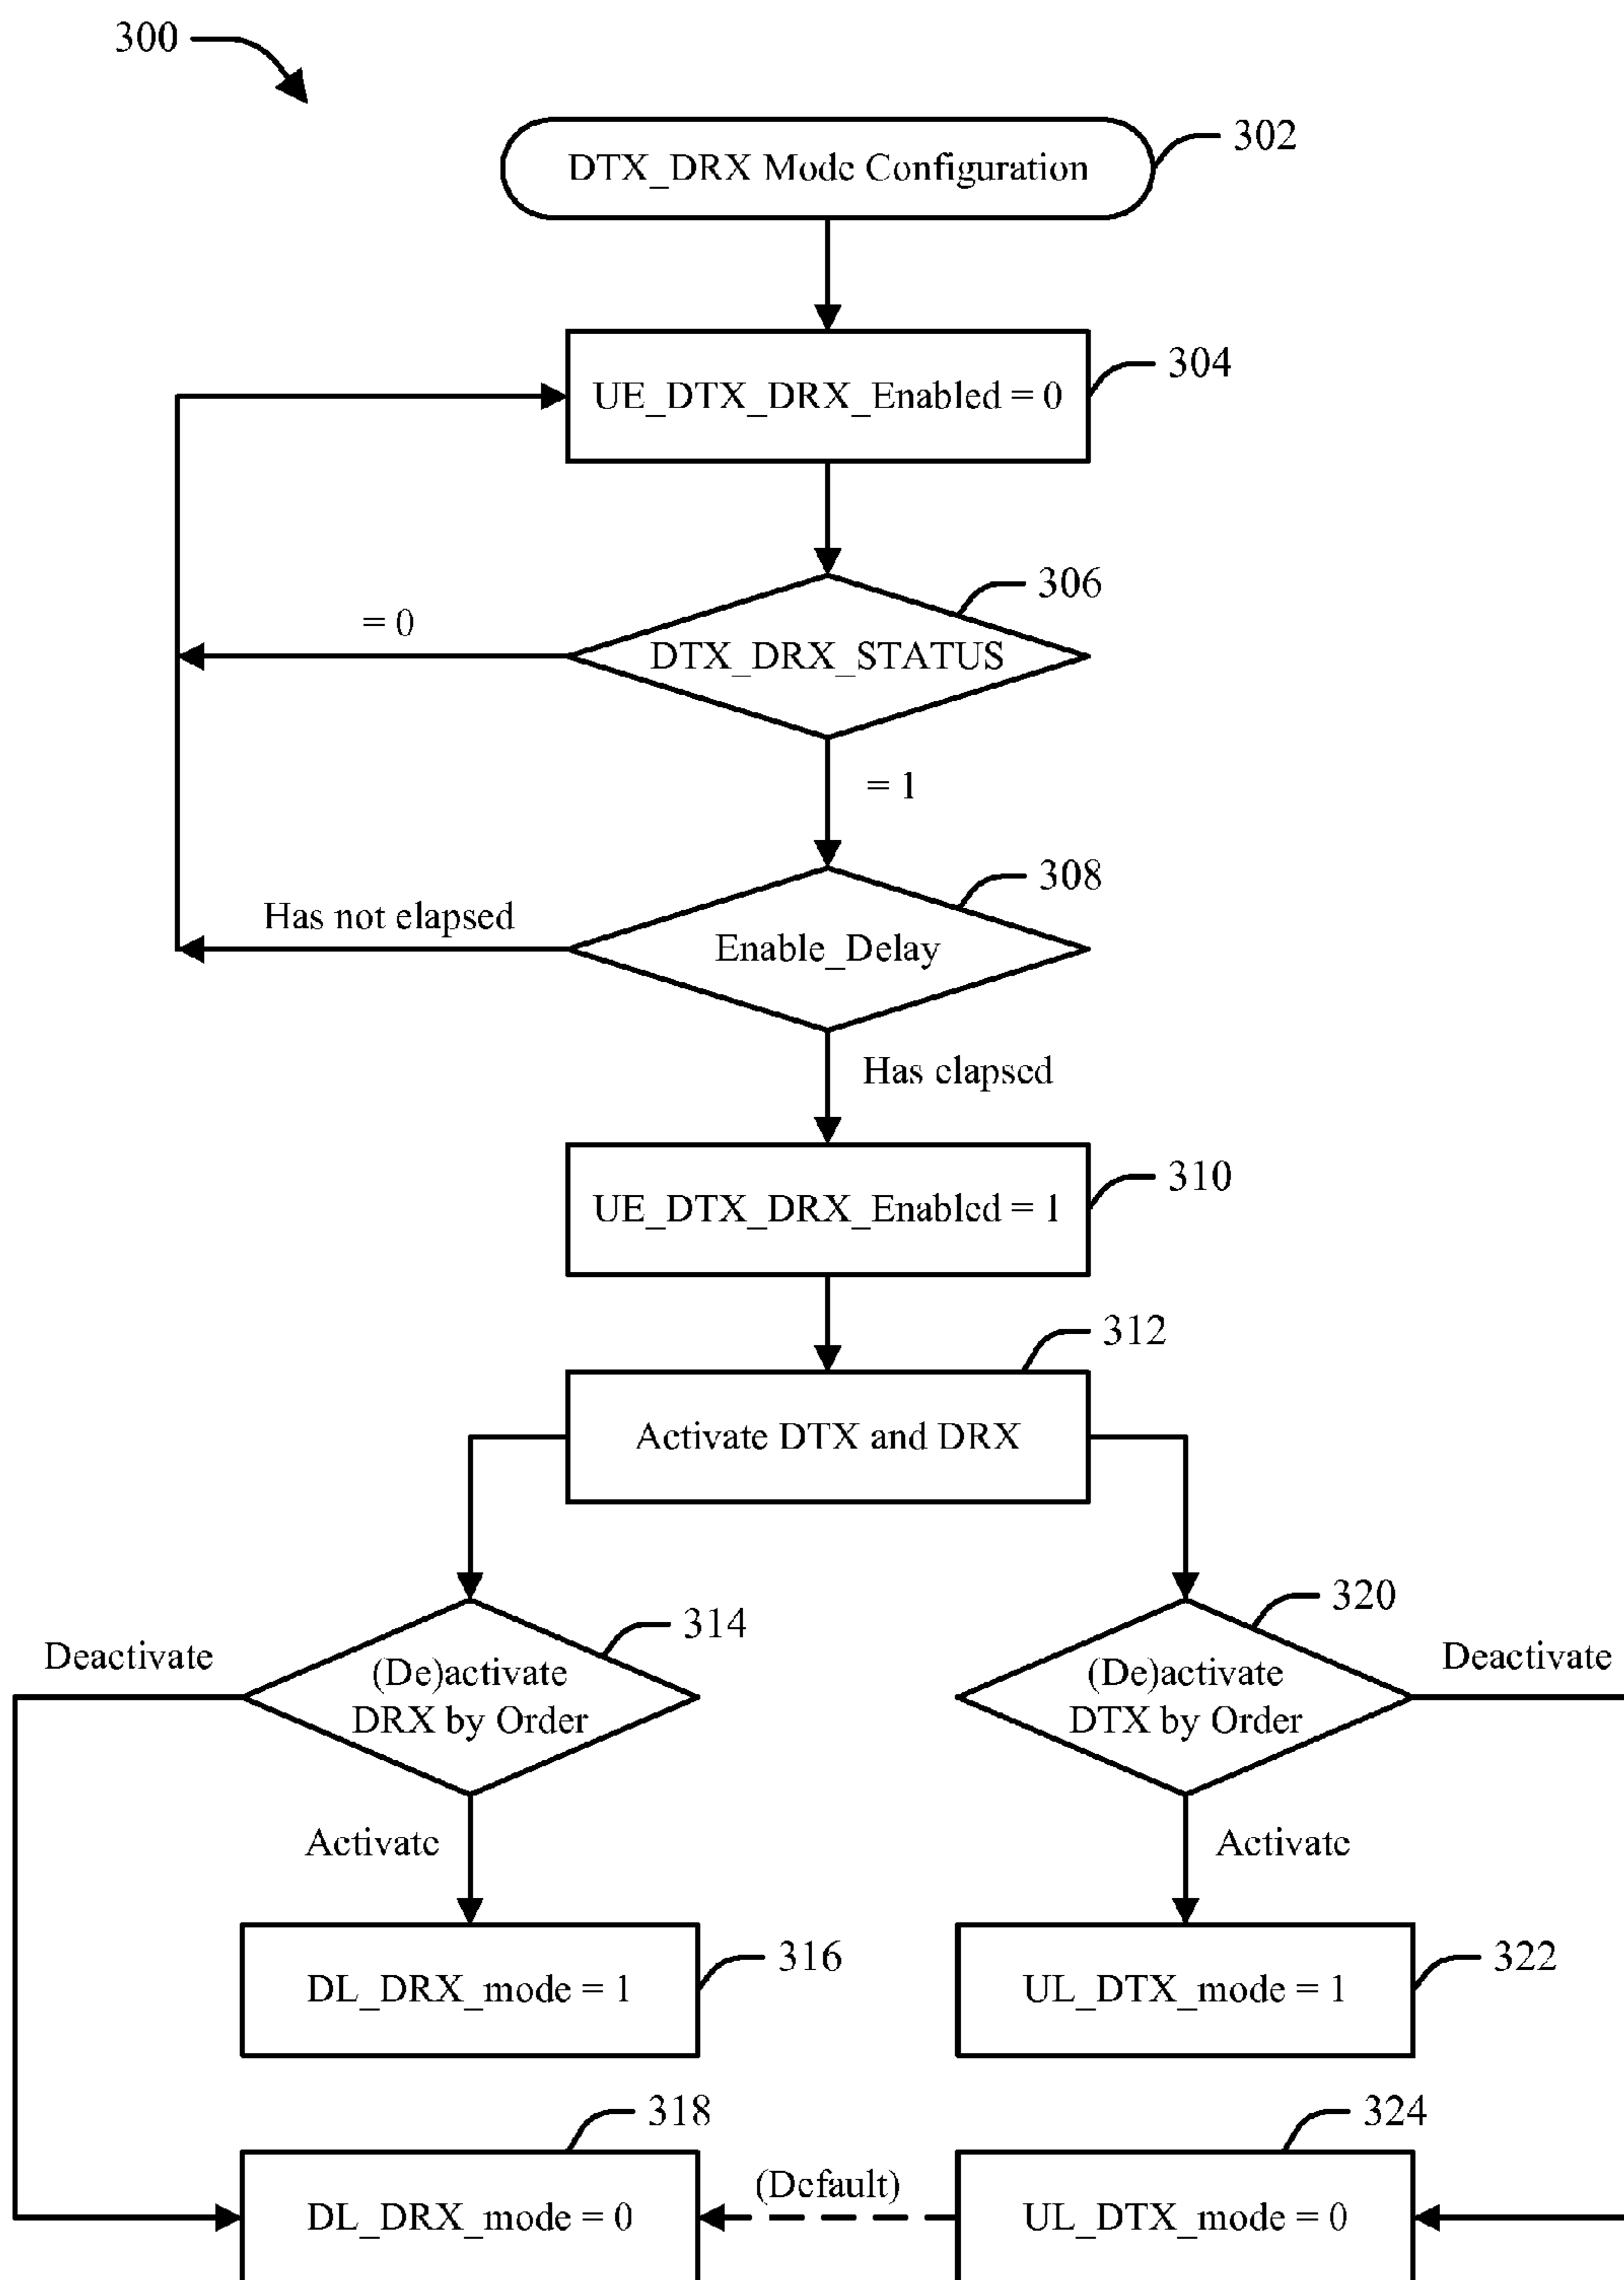 300
DTX_DRX Mode Configuration
302
UE_DTX_DRX_Enabled = 0
304
DTX_DRX_STATUS
306
= 0
= 1
Enable_Delay
308
Has not elapsed
Has elapsed
UE_DTX_DRX_Enabled = 1
310
Activate DTX and DRX
312
(De)activate
DRX by Order
314
Deactivate
Activate
(De)activate
DTX by Order
320
Deactivate
Activate
DL_DRX_mode = 1
316
UL_DTX_mode = 1
322
DL_DRX_mode = 0
318
(Default)
UL_DTX_mode = 0
324